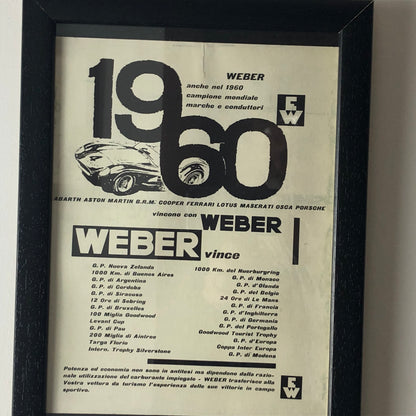 1960
WEBER
anche nel 1960
campione mondiale
marche e conduttori
E
W
ABARTH ASTON MARTIN B.R.M. COOPER FERRARI LOTUS MASERATI OSCA PORSCHE
vincono con WEBER
WEBER vince
G. P. Nuova Zelanda
1000 Km. di Buenos Aires
G. P. di Argentina
G. P. di Cordoba
G. P. di Siracusa
12 Ore di Sebring
G. P. di Bruxelles
100 Miglia Goodwood
Levant Cup
G. P. di Pau
200 Miglia di Aintree
Targa Florio
Intern. Trophy Silverstone
1000 Km. del Nuerburgring
G. P. di Monaco
G. P. d'Olanda
G. P. del Belgio
24 Ore di Le Mans
G. P. di Francia
G. P. d'Inghilterra
G. P. di Germania
G. P. del Portogallo
Goodwood Tourist Trophy
G. P. d'Europa
Coppa Inter Europa
G. P. di Modena
Potenza ed economia non sono in antitesi ma dipendono dalla razio-
nale utilizzazione del carburante impiegato - WEBER trasferisce alla
Vostra vettura da turismo l'esperienza delle sue vittorie in campo
sportivo.
E
W